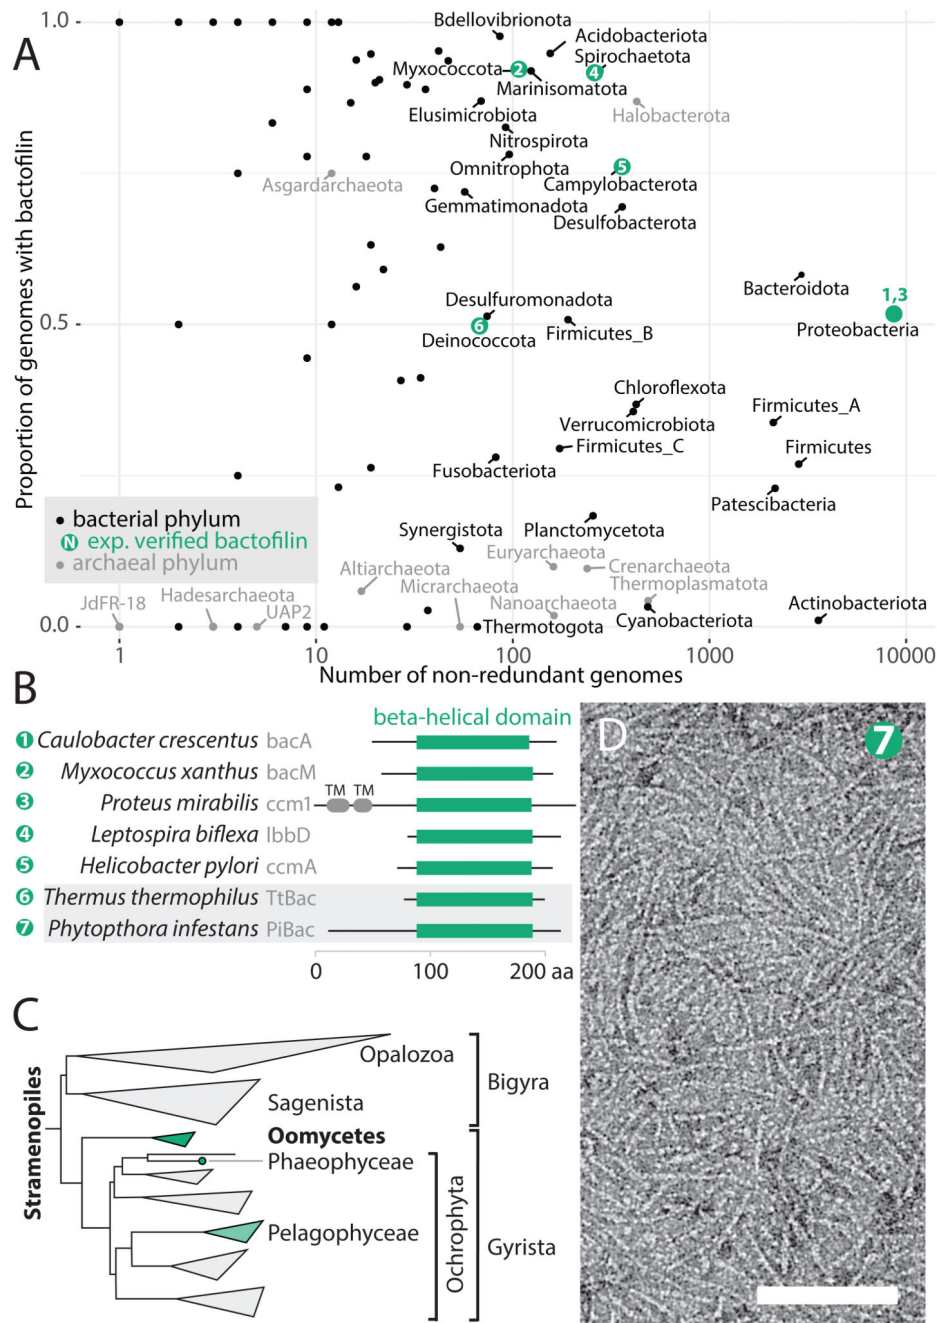 A
Proportion of genomes with bactofilin
1.0
0.5
0.0
Bdellovibrionota
Acidobacteriota
Spirochaetota
Myxococcota
2
4
Marinisomatota
Elusimicrobiota
Halobacterota
Nitrospirota
Omnitrophota
5
Asgardarchaeota
Campylobacterota
Gemmatimonadota
Desulfobacterota
Bacteroidota
1,3
Desulfuromonadota
6
Deinococcota
Firmicutes_B
Proteobacteria
Chloroflexota
Verrucomicrobiota
Firmicutes_A
Firmicutes_C
Firmicutes
Fusobacteriota
Patescibacteria
bacterial phylum
N exp. verified bactofilin
archaeal phylum
Synergistota
Planctomycetota
Euryarchaeota
Altiarchaeota
Crenarchaeota
Micrarchaeota
Thermoplasmatota
JdFR-18
Hadesarchaeota
UAP2
Nanoarchaeota
Actinobacteriota
Thermotogota
Cyanobacteriota
1
10
100
1000
10000
Number of non-redundant genomes
B
beta-helical domain
1 Caulobacter crescentus bacA
2 Myxococcus xanthus bacM
TM TM
3 Proteus mirabilis ccm1
4 Leptospira biflexa lbbD
5 Helicobacter pylori ccmA
6 Thermus thermophilus TtBac
7 Phytopthora infestans PiBac
0 100 200 aa
C
Stramenopiles
Opalozoa
Sagenista
Bigyra
Oomycetes
Phaeophyceae
Pelagophyceae
Ochrophyta
Gyrista
D
7